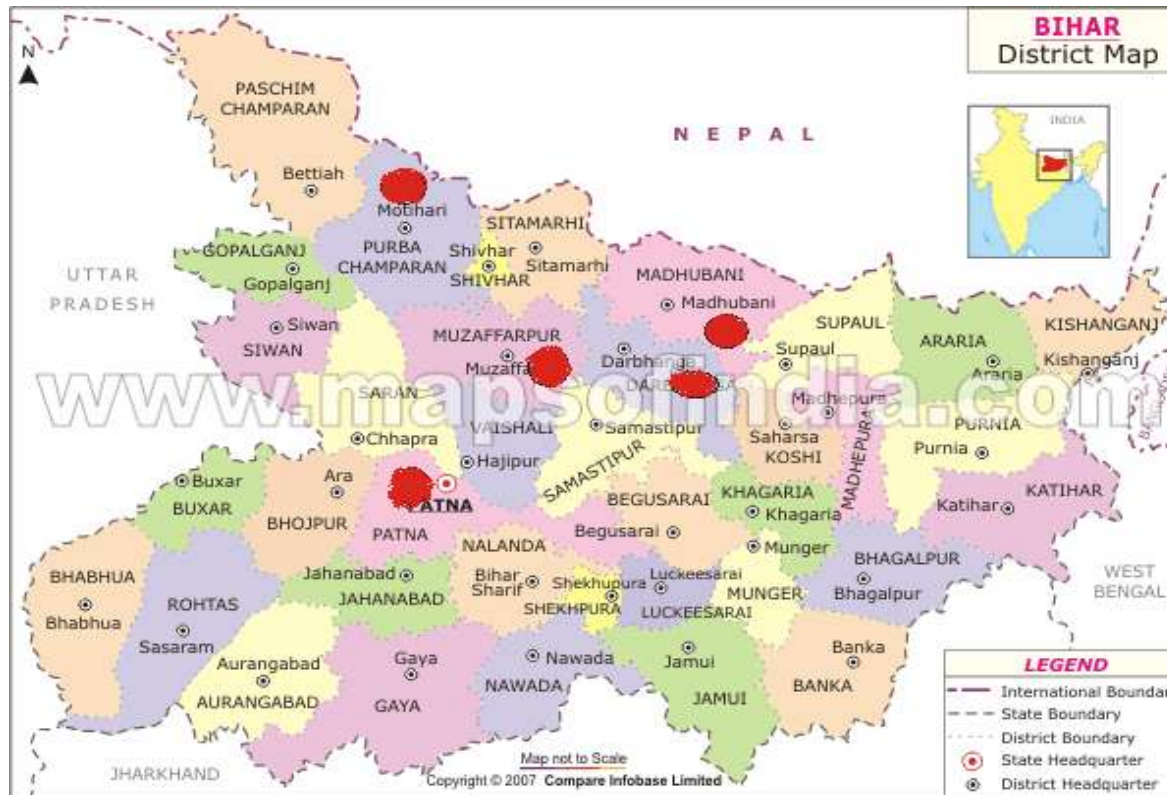 BIHAR
District Map
N
INDIA
NEPAL
PASCHIM
CHAMPARAN
Bettiah
Motihari
PURBA
CHAMPARAN
SITAMARHI
Shivhar
SHIVHAR
Sitamarhi
GOPALGANJ
Gopalganj
UTTAR
PRADESH
MADHUBANI
Madhubani
Siwan
SIWAN
MUZAFFARPUR
Darbhanga
SUPAUL
Supaul
ARARIA
Araria
KISHANGANJ
Kishanganj
www.mapsofindia.com
SARAN
Chhapra
VAISHALI
Hajipur
Samastipur
SAMASTIPUR
Madhepura
MADHEPURA
Saharsa
KOSHI
PURNIA
Purnia
Buxar
BUXAR
Ara
BHOJPUR
PATNA
BEGUSARAI
Begusarai
KHAGARIA
Khagaria
KATIHAR
Katihar
NALANDA
Bihar
Sharif
Munger
MUNGER
BHAGALPUR
Bhagalpur
BHABHUA
Bhabhua
ROHTAS
Sasaram
Jahanabad
JAHANABAD
Shekhupura
SHEKHPURA
Luckeesarai
LUCKEESARAI
WEST
BENGAL
Aurangabad
AURANGABAD
Gaya
GAYA
Nawada
NAWADA
Jamui
JAMUI
Banka
BANKA
JHARKHAND
Map not to Scale
Copyright © 2007 Compare Infobase Limited
LEGEND
International Boundar
State Boundary
District Boundary
State Headquarter
District Headquarter